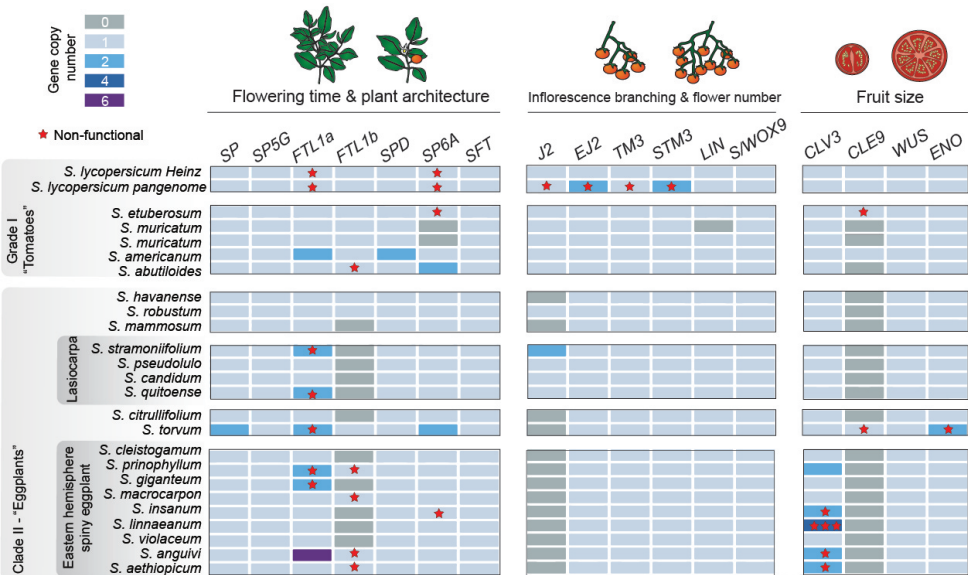 Gene copy
number
0
1
2
4
6
Non-functional
Flowering time & plant architecture
Inflorescence branching & flower number
Fruit size
SP
SP5G
FTL1a
FTL1b
SPD
SP6A
SFT
J2
EJ2
TM3
STM3
LIN
S/WOX9
CLV3
CLE9
WUS
ENO
S. lycopersicum Heinz
S. lycopersicum pangenome
Grade I
"Tomatoes"
S. etuberosum
S. muricatum
S. muricatum
S. americanum
S. abutiloides
Clade II - "Eggplants"
S. havanense
S. robustum
S. mammosum
Lasiocarpa
S. stramoniifolium
S. pseudolulo
S. candidum
S. quitoense
S. citrullifolium
S. torvum
Eastern hemisphere
spiny eggplant
S. cleistogamum
S. prinophyllum
S. giganteum
S. macrocarpon
S. insanum
S. linnaeanum
S. violaceum
S. anguivi
S. aethiopicum